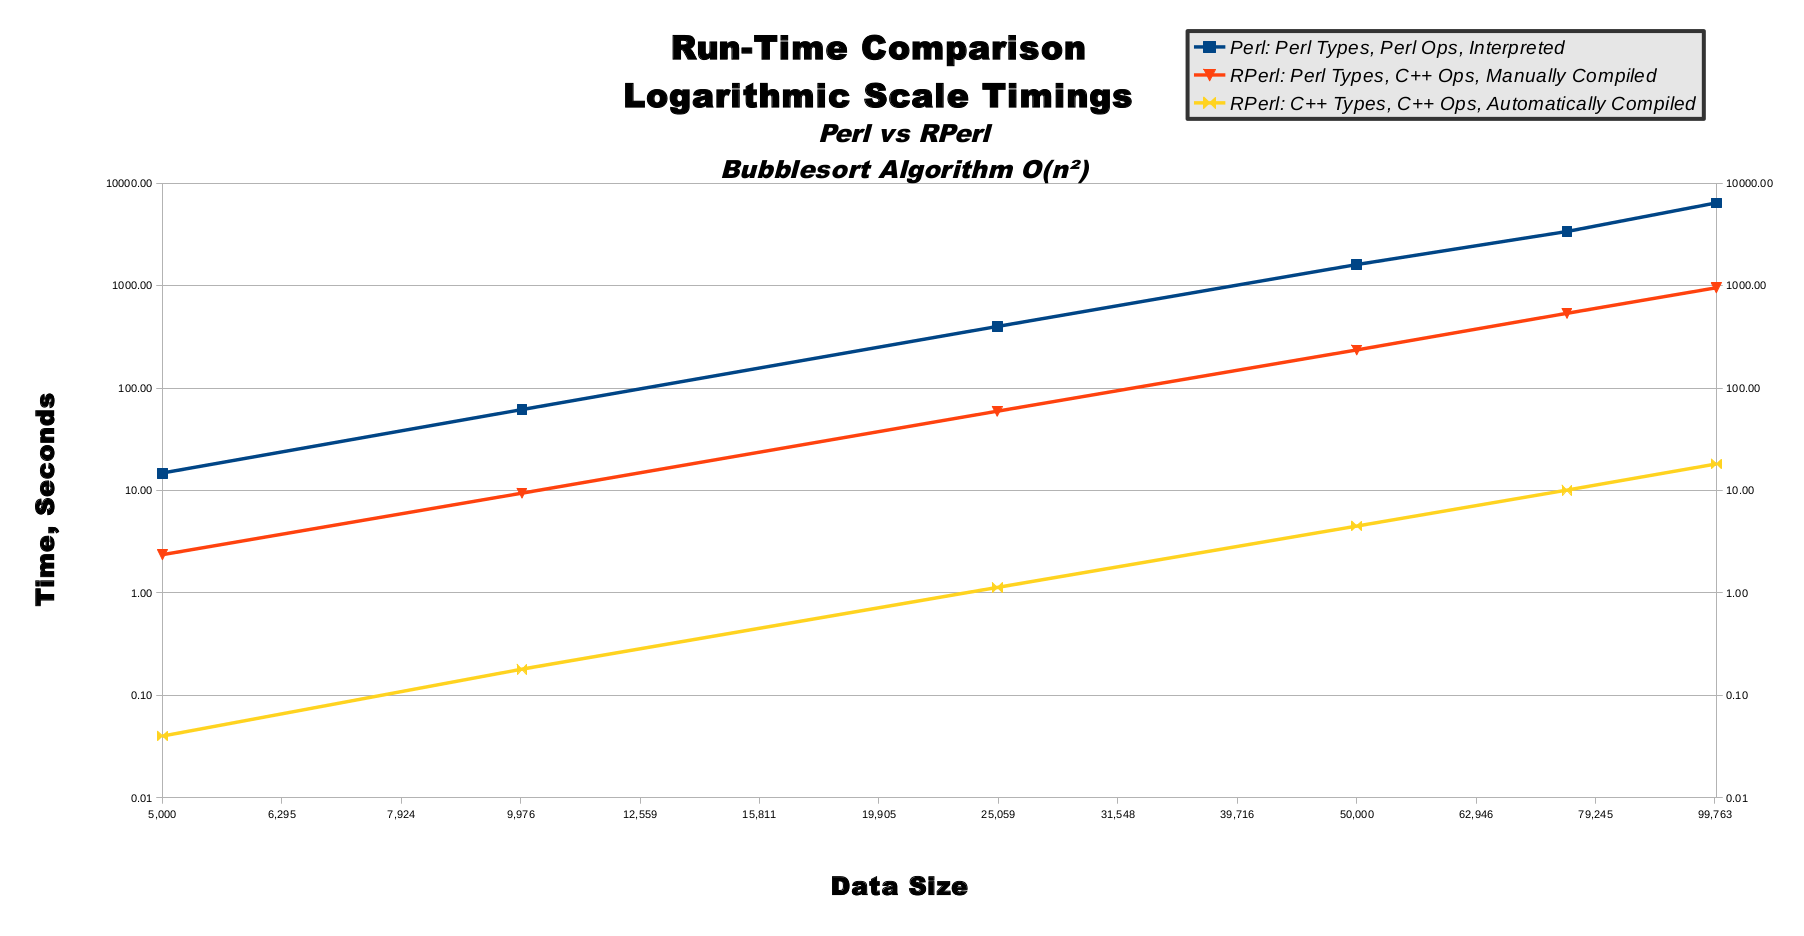 Run-Time Comparison
Logarithmic Scale Timings
Perl vs RPerl
Bubblesort Algorithm O(n²)
Perl: Perl Types, Perl Ops, Interpreted
RPerl: Perl Types, C++ Ops, Manually Compiled
RPerl: C++ Types, C++ Ops, Automatically Compiled
10000.00 10000.00
1000.00 1000.00
100.00 100.00
10.00 10.00
1.00 1.00
0.10 0.10
0.01 0.01
Time, Seconds
5,000 6,295 7,924 9,976 12,559 15,811 19,905 25,059 31,548 39,716 50,000 62,946 79,245 99,763
Data Size